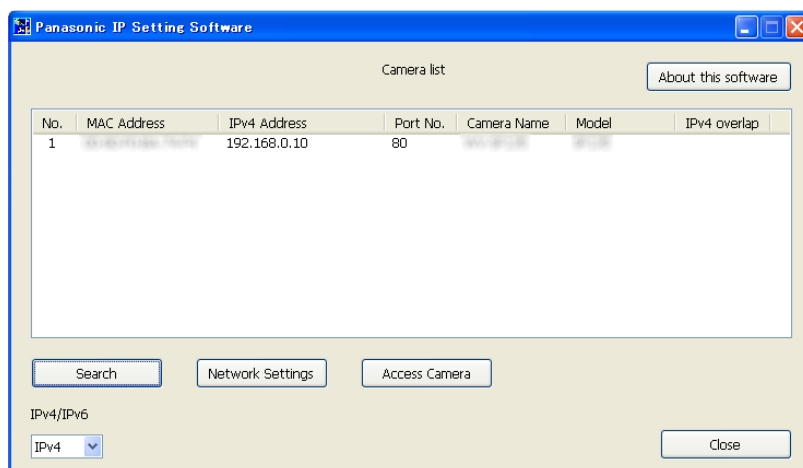 Panasonic IP Setting Software
Camera list
About this software
No. MAC Address IPv4 Address Port No. Camera Name Model IPv4 overlap
1 192.168.0.10 80
Search Network Settings Access Camera
IPv4/IPv6
IPv4
Close